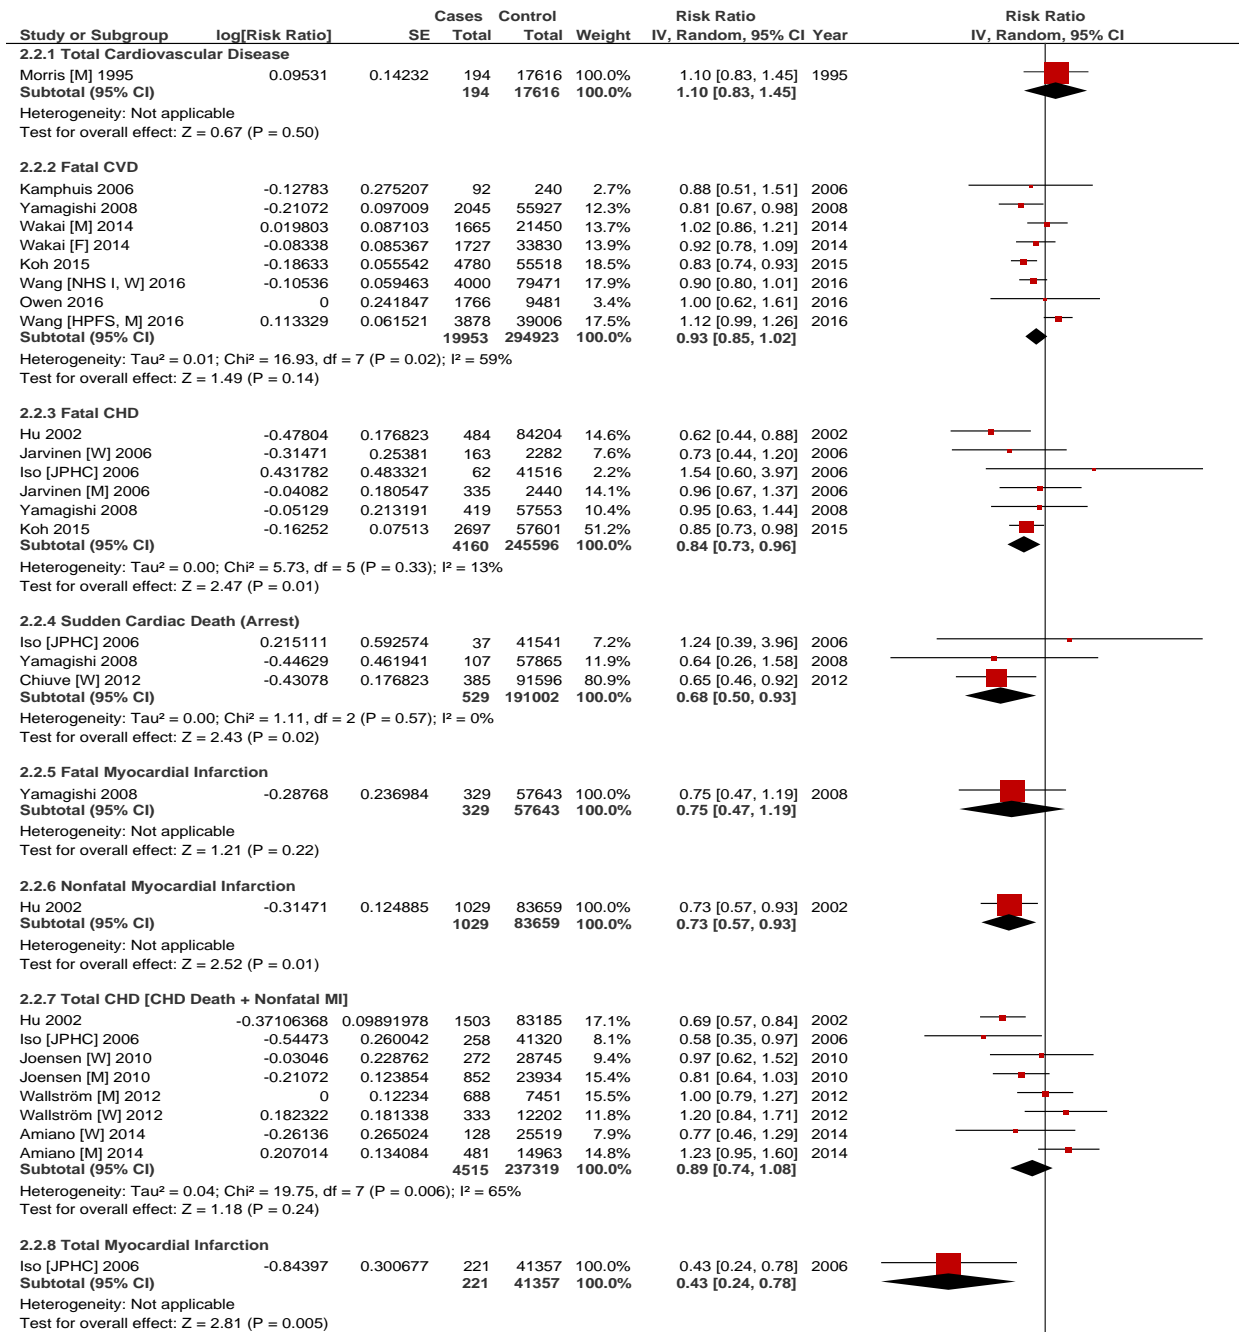 Cases Control Risk Ratio Risk Ratio
Study or Subgroup log[Risk Ratio] SE Total Total Weight IV, Random, 95% CI Year IV, Random, 95% CI
2.2.1 Total Cardiovascular Disease
Morris [M] 1995 0.09531 0.14232 194 17616 100.0% 1.10 [0.83, 1.45] 1995
Subtotal (95% CI) 194 17616 100.0% 1.10 [0.83, 1.45]
Heterogeneity: Not applicable
Test for overall effect: Z = 0.67 (P = 0.50)
2.2.2 Fatal CVD
Kamphuis 2006 -0.12783 0.275207 92 240 2.7% 0.88 [0.51, 1.51] 2006
Yamagishi 2008 -0.21072 0.097009 2045 55927 12.3% 0.81 [0.67, 0.98] 2008
Wakai [M] 2014 0.019803 0.087103 1665 21450 13.7% 1.02 [0.86, 1.21] 2014
Wakai [F] 2014 -0.08338 0.085367 1727 33830 13.9% 0.92 [0.78, 1.09] 2014
Koh 2015 -0.18633 0.055542 4780 55518 18.5% 0.83 [0.74, 0.93] 2015
Wang [NHS I, W] 2016 -0.10536 0.059463 4000 79471 17.9% 0.90 [0.80, 1.01] 2016
Owen 2016 0 0.241847 1766 9481 3.4% 1.00 [0.62, 1.61] 2016
Wang [HPFS, M] 2016 0.113329 0.061521 3878 39006 17.5% 1.12 [0.99, 1.26] 2016
Subtotal (95% CI) 19953 294923 100.0% 0.93 [0.85, 1.02]
Heterogeneity: Tau² = 0.01; Chi² = 16.93, df = 7 (P = 0.02); I² = 59%
Test for overall effect: Z = 1.49 (P = 0.14)
2.2.3 Fatal CHD
Hu 2002 -0.47804 0.176823 484 84204 14.6% 0.62 [0.44, 0.88] 2002
Jarvinen [W] 2006 -0.31471 0.25381 163 2282 7.6% 0.73 [0.44, 1.20] 2006
Iso [JPHC] 2006 0.431782 0.483321 62 41516 2.2% 1.54 [0.60, 3.97] 2006
Jarvinen [M] 2006 -0.04082 0.180547 335 2440 14.1% 0.96 [0.67, 1.37] 2006
Yamagishi 2008 -0.05129 0.213191 419 57553 10.4% 0.95 [0.63, 1.44] 2008
Koh 2015 -0.16252 0.07513 2697 57601 51.2% 0.85 [0.73, 0.98] 2015
Subtotal (95% CI) 4160 245596 100.0% 0.84 [0.73, 0.96]
Heterogeneity: Tau² = 0.00; Chi² = 5.73, df = 5 (P = 0.33); I² = 13%
Test for overall effect: Z = 2.47 (P = 0.01)
2.2.4 Sudden Cardiac Death (Arrest)
Iso [JPHC] 2006 0.215111 0.592574 37 41541 7.2% 1.24 [0.39, 3.96] 2006
Yamagishi 2008 -0.44629 0.461941 107 57865 11.9% 0.64 [0.26, 1.58] 2008
Chiuve [W] 2012 -0.43078 0.176823 385 91596 80.9% 0.65 [0.46, 0.92] 2012
Subtotal (95% CI) 529 191002 100.0% 0.68 [0.50, 0.93]
Heterogeneity: Tau² = 0.00; Chi² = 1.11, df = 2 (P = 0.57); I² = 0%
Test for overall effect: Z = 2.43 (P = 0.02)
2.2.5 Fatal Myocardial Infarction
Yamagishi 2008 -0.28768 0.236984 329 57643 100.0% 0.75 [0.47, 1.19] 2008
Subtotal (95% CI) 329 57643 100.0% 0.75 [0.47, 1.19]
Heterogeneity: Not applicable
Test for overall effect: Z = 1.21 (P = 0.22)
2.2.6 Nonfatal Myocardial Infarction
Hu 2002 -0.31471 0.124885 1029 83659 100.0% 0.73 [0.57, 0.93] 2002
Subtotal (95% CI) 1029 83659 100.0% 0.73 [0.57, 0.93]
Heterogeneity: Not applicable
Test for overall effect: Z = 2.52 (P = 0.01)
2.2.7 Total CHD [CHD Death + Nonfatal MI]
Hu 2002 -0.37106368 0.09891978 1503 83185 17.1% 0.69 [0.57, 0.84] 2002
Iso [JPHC] 2006 -0.54473 0.260042 258 41320 8.1% 0.58 [0.35, 0.97] 2006
Joensen [W] 2010 -0.03046 0.228762 272 28745 9.4% 0.97 [0.62, 1.52] 2010
Joensen [M] 2010 -0.21072 0.123854 852 23934 15.4% 0.81 [0.64, 1.03] 2010
Wallström [M] 2012 0 0.12234 688 7451 15.5% 1.00 [0.79, 1.27] 2012
Wallström [W] 2012 0.182322 0.181338 333 12202 11.8% 1.20 [0.84, 1.71] 2012
Amiano [W] 2014 -0.26136 0.265024 128 25519 7.9% 0.77 [0.46, 1.29] 2014
Amiano [M] 2014 0.207014 0.134084 481 14963 14.8% 1.23 [0.95, 1.60] 2014
Subtotal (95% CI) 4515 237319 100.0% 0.89 [0.74, 1.08]
Heterogeneity: Tau² = 0.04; Chi² = 19.75, df = 7 (P = 0.006); I² = 65%
Test for overall effect: Z = 1.18 (P = 0.24)
2.2.8 Total Myocardial Infarction
Iso [JPHC] 2006 -0.84397 0.300677 221 41357 100.0% 0.43 [0.24, 0.78] 2006
Subtotal (95% CI) 221 41357 100.0% 0.43 [0.24, 0.78]
Heterogeneity: Not applicable
Test for overall effect: Z = 2.81 (P = 0.005)